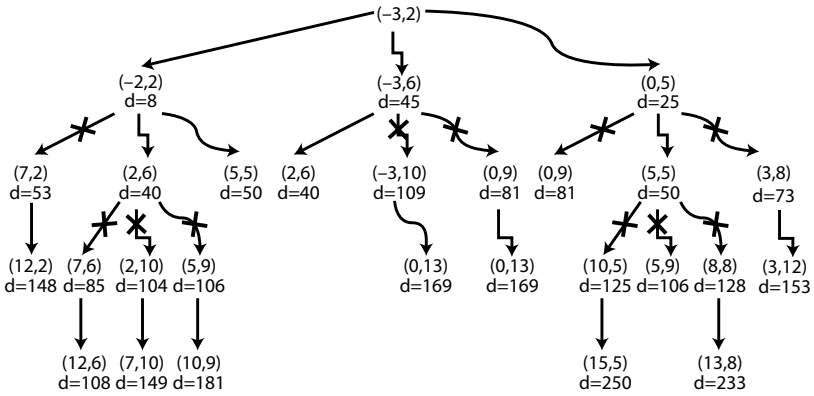 (−3,2)
(−2,2)
d=8
(−3,6)
d=45
(0,5)
d=25
(7,2)
d=53
(2,6)
d=40
(5,5)
d=50
(2,6)
d=40
(−3,10)
d=109
(0,9)
d=81
(0,9)
d=81
(5,5)
d=50
(3,8)
d=73
(12,2)
d=148
(7,6)
d=85
(2,10)
d=104
(5,9)
d=106
(0,13)
d=169
(0,13)
d=169
(10,5)
d=125
(5,9)
d=106
(8,8)
d=128
(3,12)
d=153
(12,6)
d=108
(7,10)
d=149
(10,9)
d=181
(15,5)
d=250
(13,8)
d=233